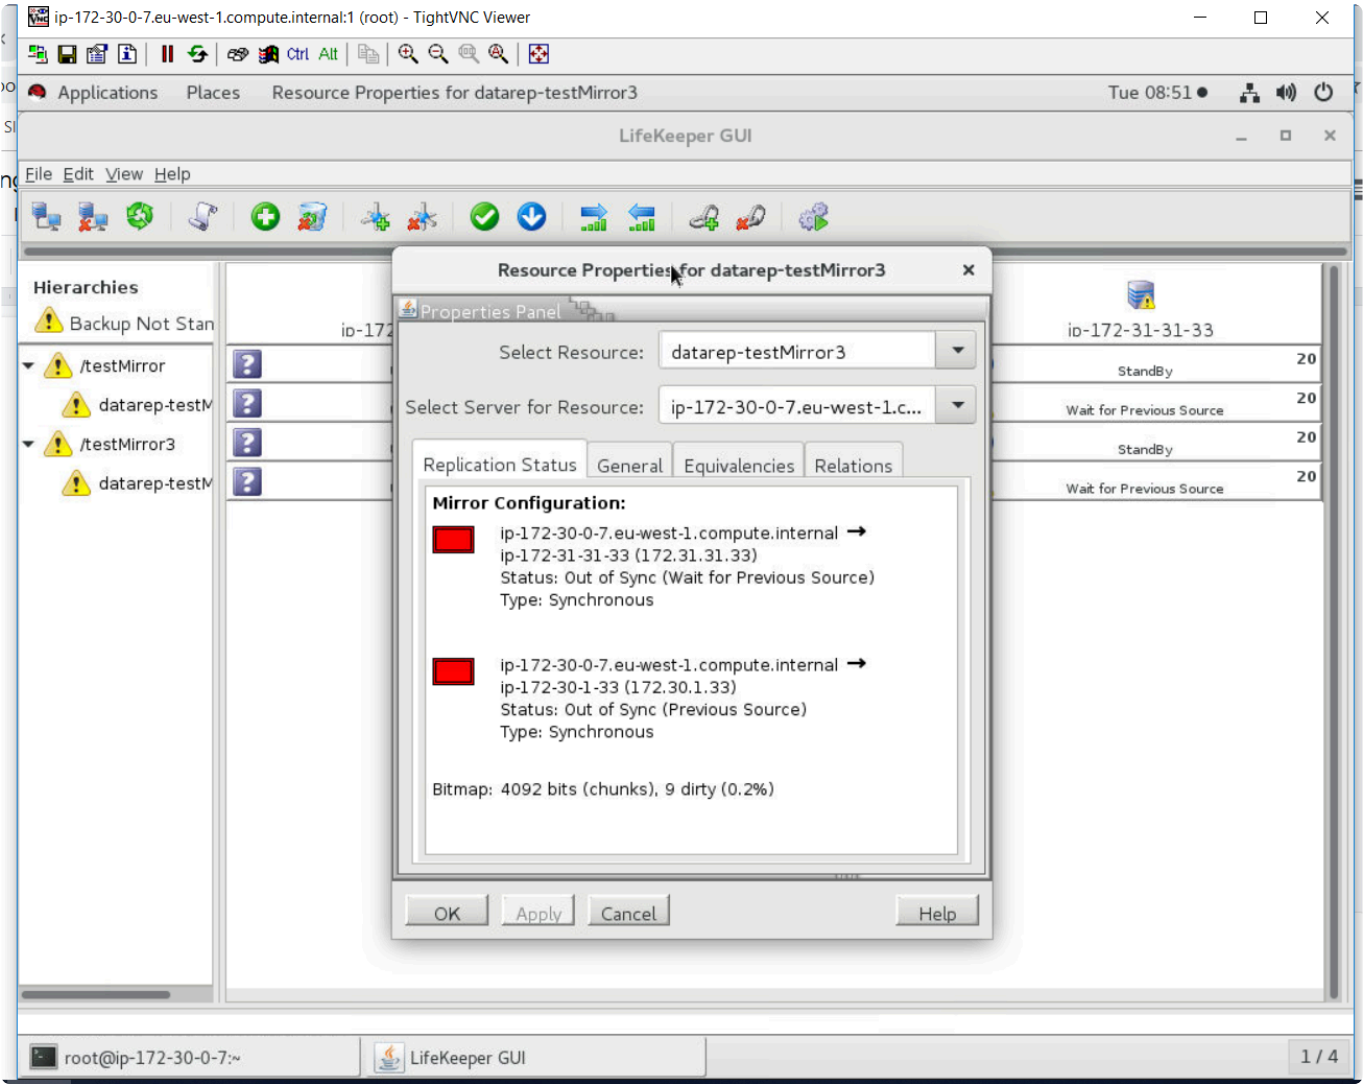 ip-172-30-0-7.eu-west-1.compute.internal:1 (root) - TightVNC Viewer
Ctrl Alt
Applications Places Resource Properties for datarep-testMirror3 Tue 08:51
LifeKeeper GUI
File Edit View Help
Resource Properties for datarep-testMirror3
Hierarchies
Properties Panel
Backup Not Stan
ip-172
ip-172-31-31-33
Select Resource: datarep-testMirror3
/testMirror
StandBy 20
Select Server for Resource: ip-172-30-0-7.eu-west-1.c...
datarep-testM
Wait for Previous Source 20
/testMirror3
StandBy 20
Replication Status General Equivalencies Relations
datarep-testM
Wait for Previous Source 20
Mirror Configuration:
ip-172-30-0-7.eu-west-1.compute.internal →
ip-172-31-31-33 (172.31.31.33)
Status: Out of Sync (Wait for Previous Source)
Type: Synchronous
ip-172-30-0-7.eu-west-1.compute.internal →
ip-172-30-1-33 (172.30.1.33)
Status: Out of Sync (Previous Source)
Type: Synchronous
Bitmap: 4092 bits (chunks), 9 dirty (0.2%)
OK Apply Cancel Help
root@ip-172-30-0-7:~ LifeKeeper GUI 1 / 4